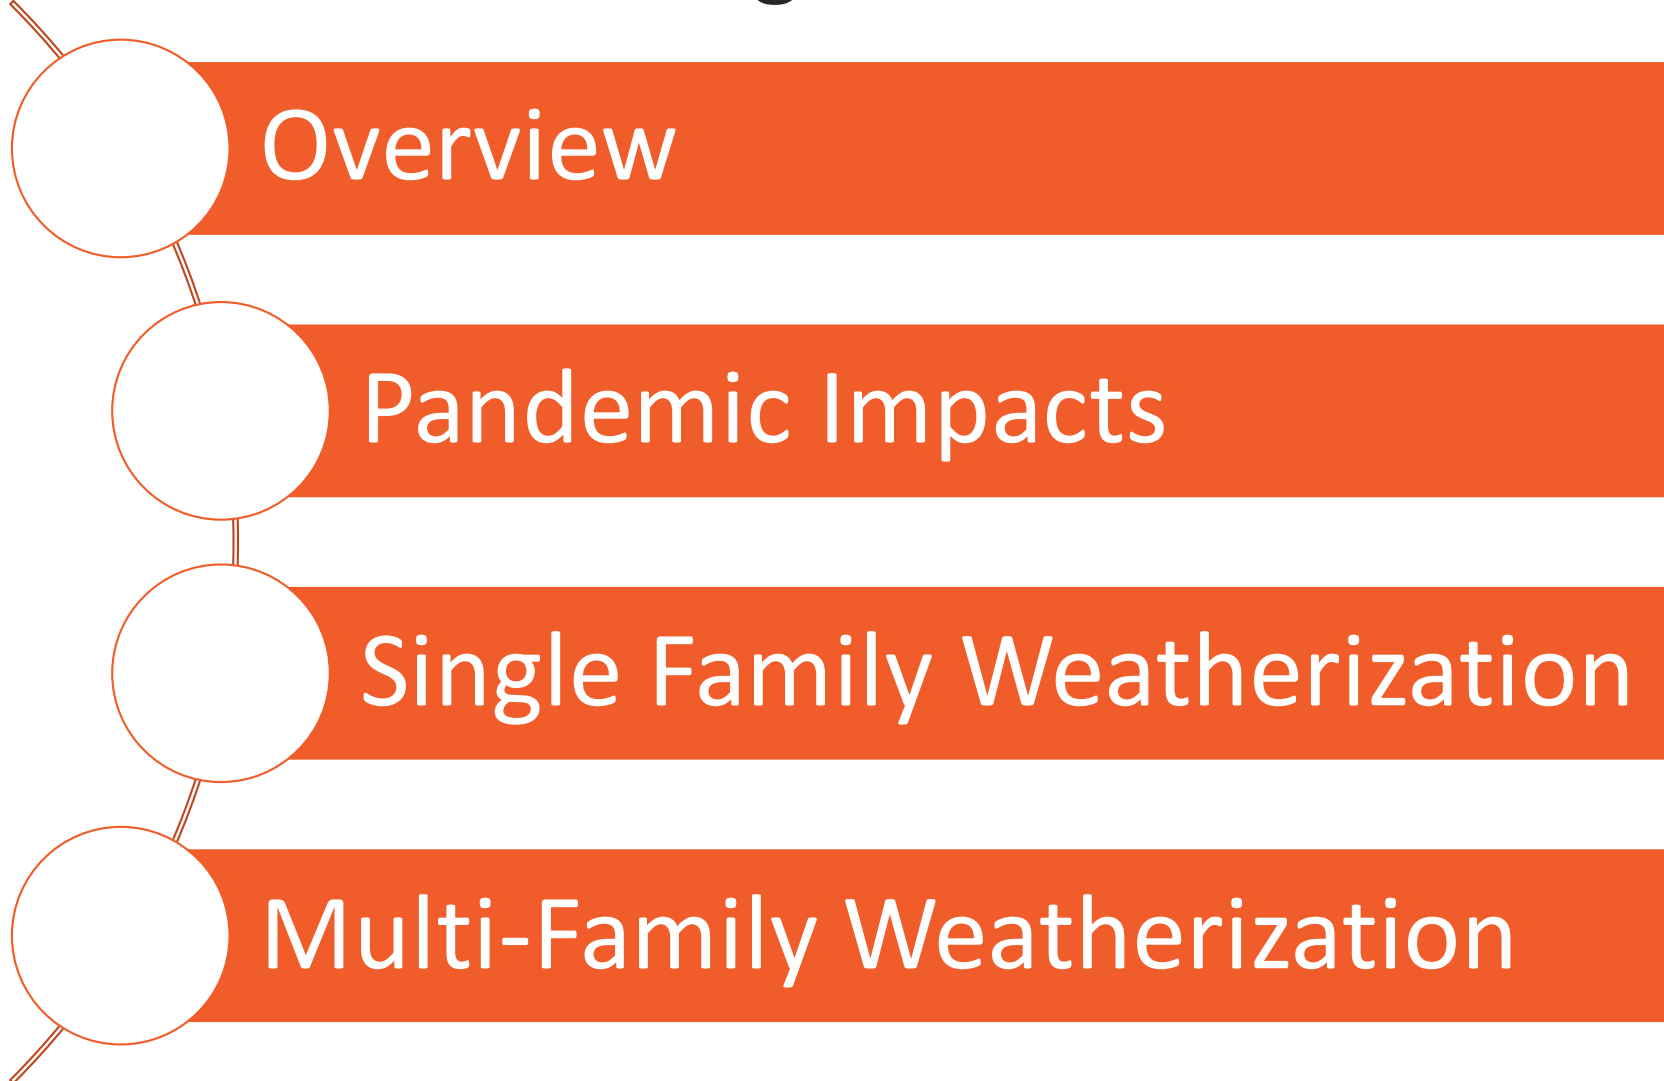 Overview
Pandemic Impacts
Single Family Weatherization
Multi-Family Weatherization